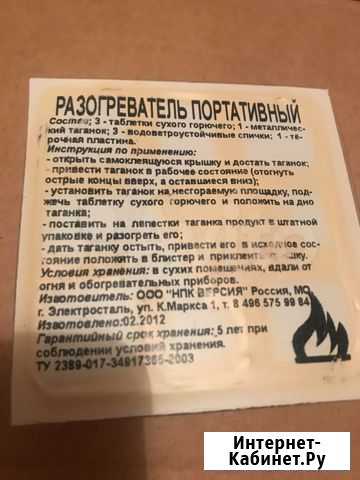 РАЗОГРЕВАТЕЛЬ ПОРТАТИВНЫЙ
Состав; 3 - таблетки сухого горючего; 1 - металличес-
кий таганок; 3 - водоветроустойчивые спички; 1 - тё-
рочная пластина.
Инструкция по применению:
- открыть самоклеящуюся крышку и достать таганок;
- привести таганок в рабочее состояние (отогнуть
острые концы вверх, а оставшиеся вниз);
- установить таганок на несгораемую площадку, под-
жечь таблетку сухого горючего и положить на дно
таганка;
- поставить на лепестки таганка продукт в штатной
упаковке и разогреть его;
- дать таганку остыть, привести его в исходное сос-
тояние положить в блистер и приклеить крышку.
Условия хранения: в сухих помещениях, вдали от
огня и обогревательных приборов.
Изготовитель: ООО "НПК ВЕРСИЯ" Россия, МО,
г. Электросталь, ул. К.Маркса 1, т. 8 496 575 99 84
Изготовлено:02.2012
Гарантийный срок хранения: 5 лет при
соблюдении условий хранения.
ТУ 2389-017-34917365-2003
Интернет-
Кабинет.Ру